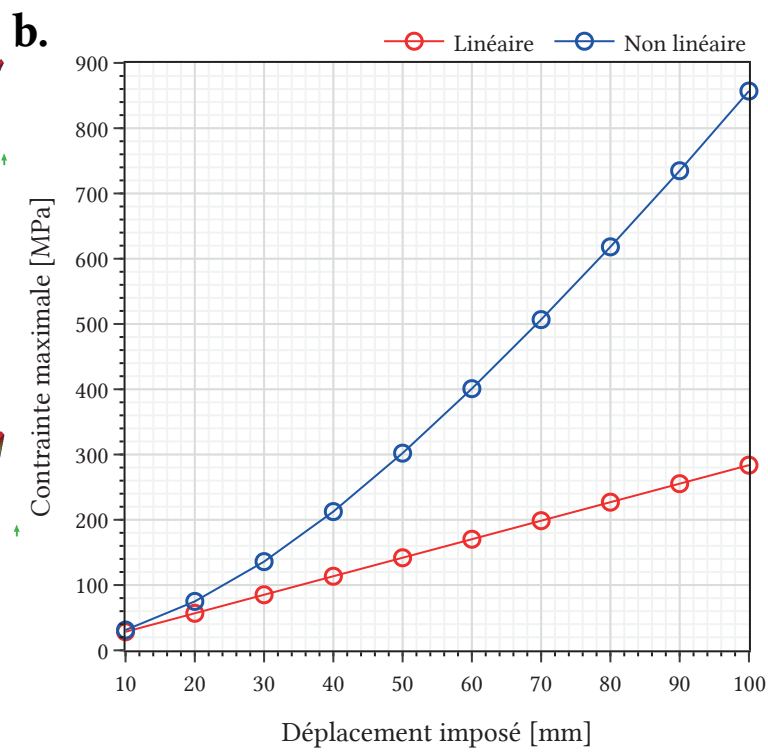 b.
Linéaire Non linéaire
900
800
700
600
500
400
300
200
100
0
Contrainte maximale [MPa]
10 20 30 40 50 60 70 80 90 100
Déplacement imposé [mm]